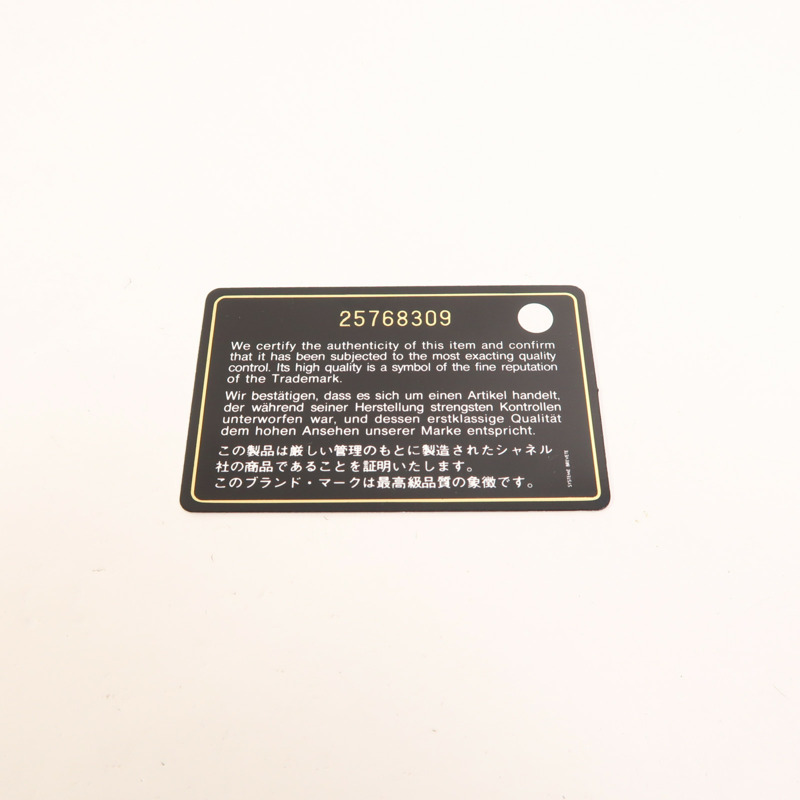 25768309
We certify the authenticity of this item and confirm
that it has been subjected to the most exacting quality
control. Its high quality is a symbol of the fine reputation
of the Trademark.
Wir bestätigen, dass es sich um einen Artikel handelt,
der während seiner Herstellung strengsten Kontrollen
unterworfen war, und dessen erstklassige Qualität
dem hohen Ansehen unserer Marke entspricht.
この製品は厳しい管理のもとに製造されたシャネル
社の商品であることを証明いたします。
このブランド・マークは最高級品質の象徴です。
SYSTEME BREVETE